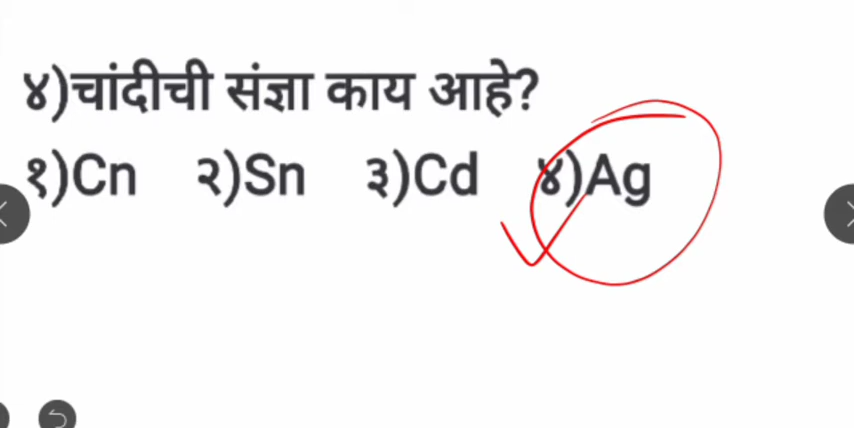 ४)चांदीची संज्ञा काय आहे?
१)Cn २)Sn ३)Cd ४)Ag